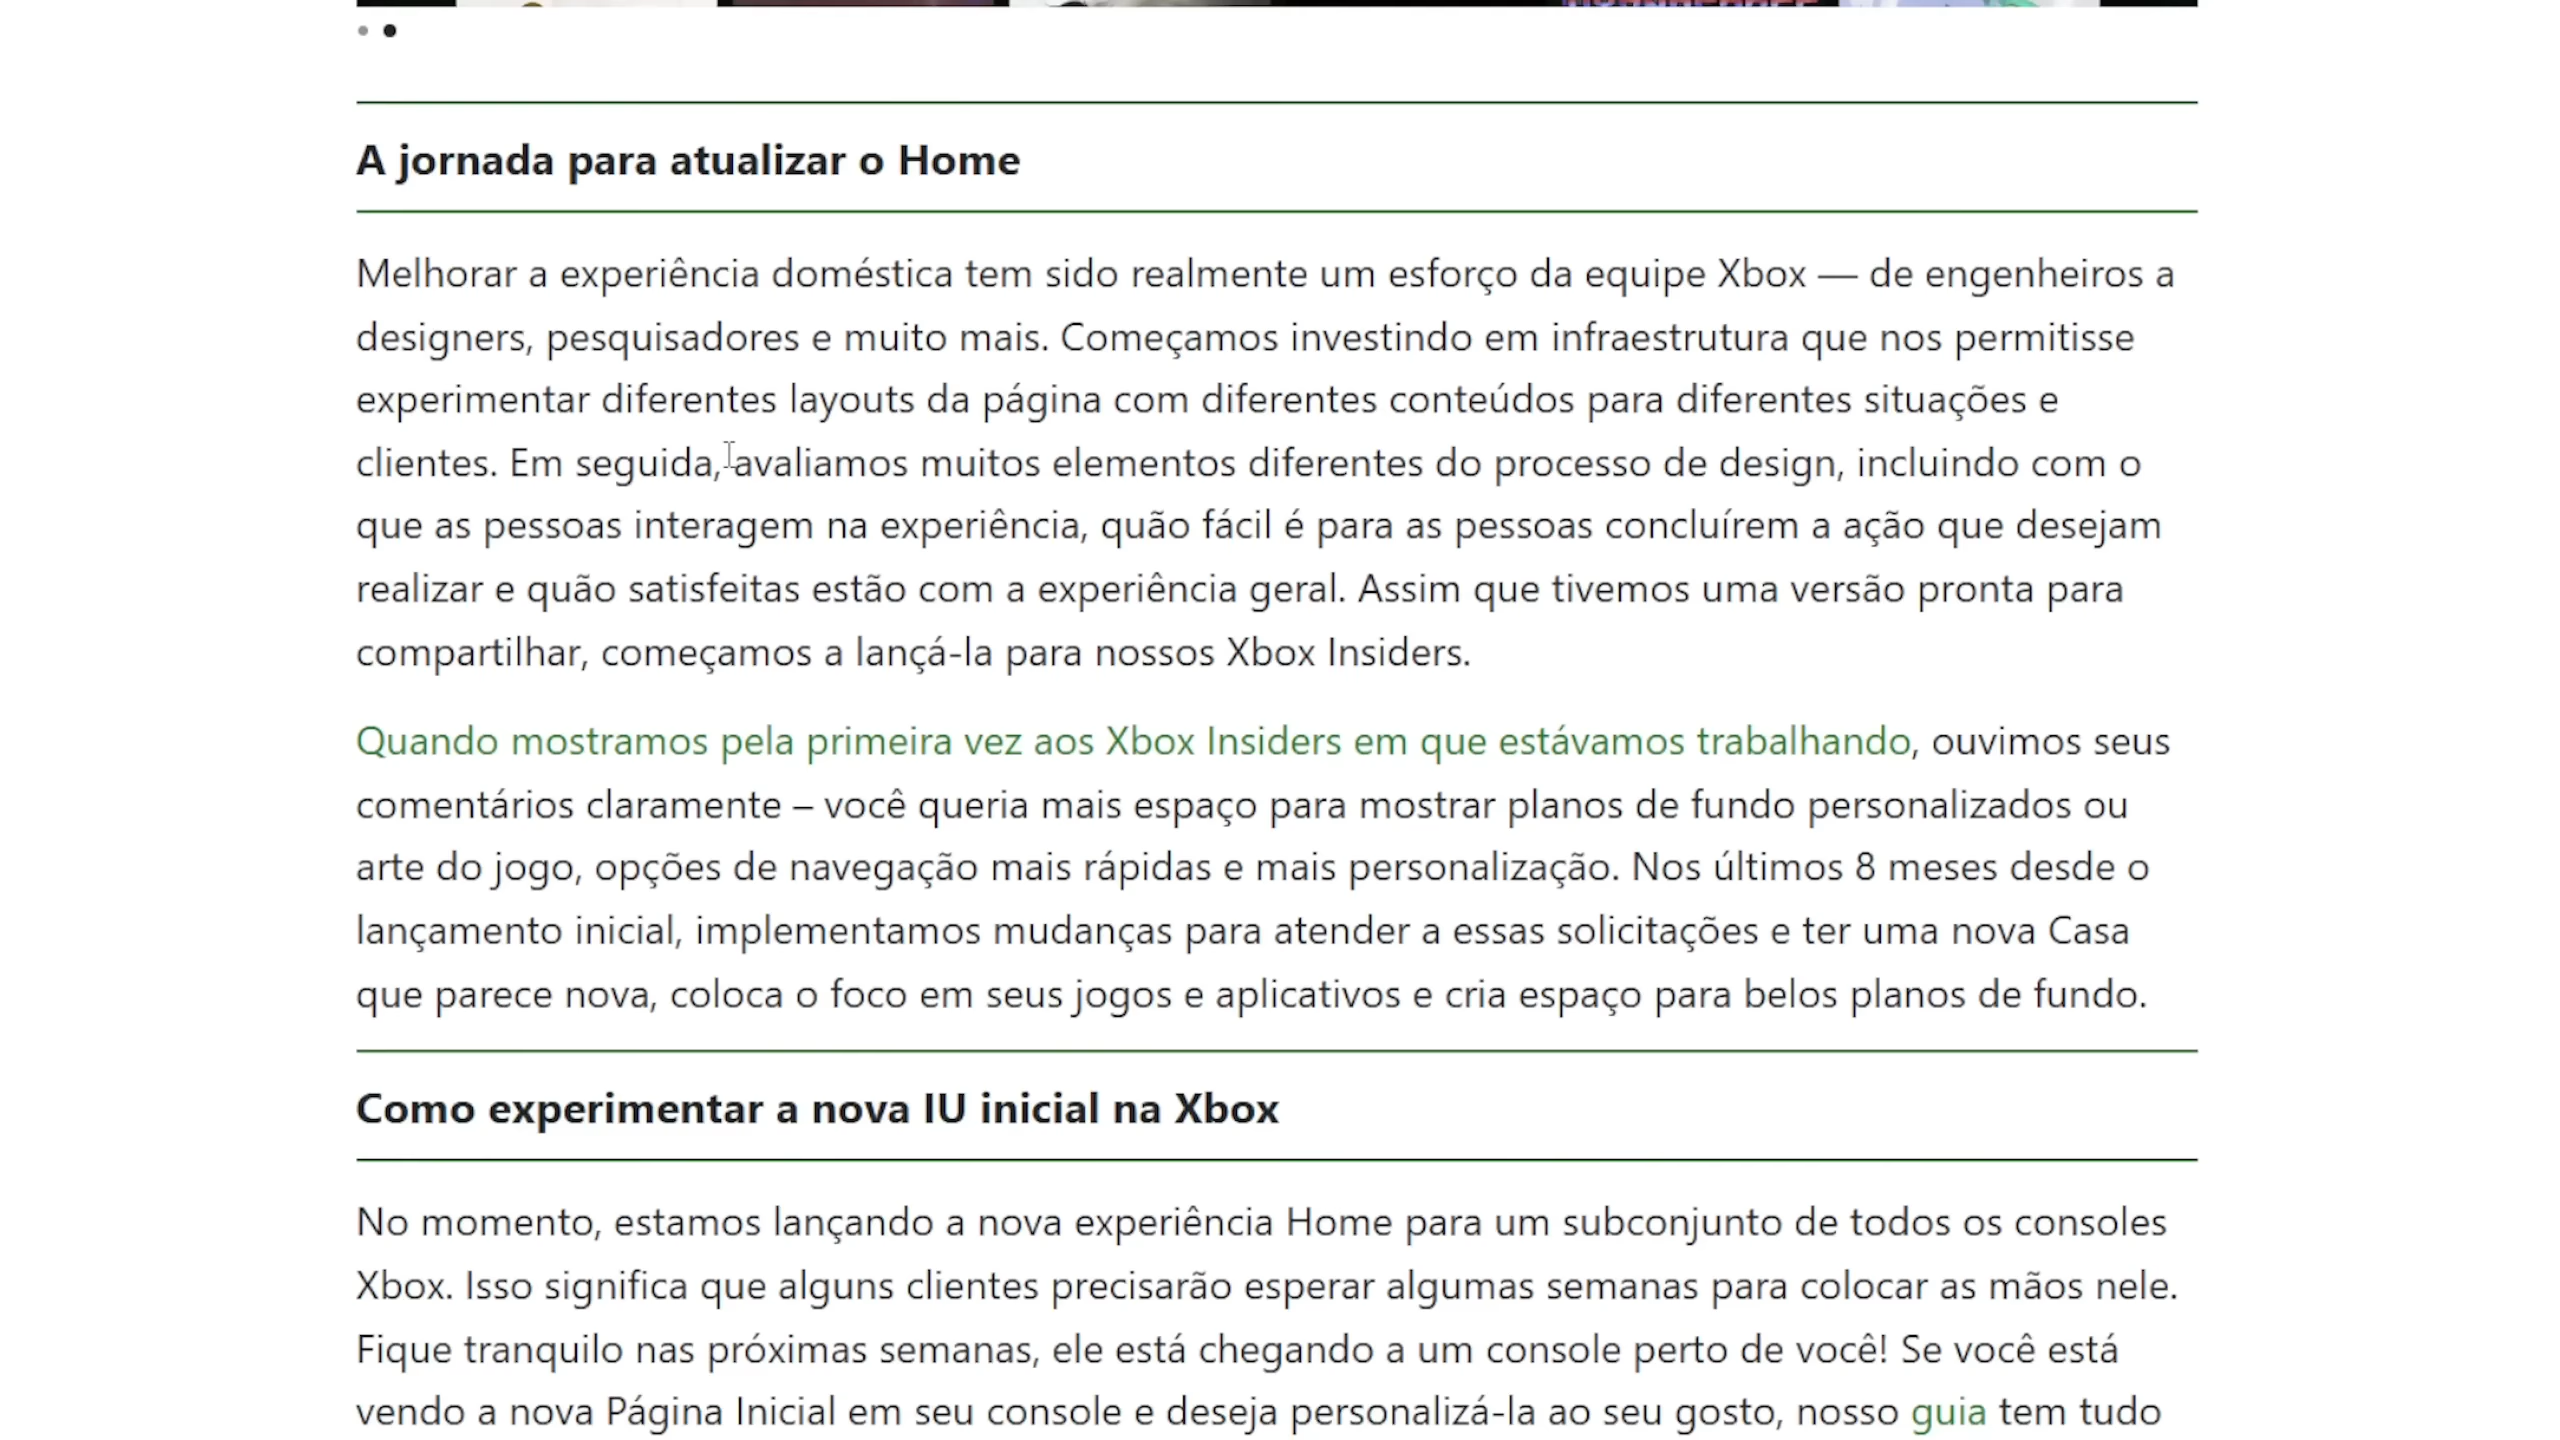 A jornada para atualizar o Home
Melhorar a experiência doméstica tem sido realmente um esforço da equipe Xbox — de engenheiros a
designers, pesquisadores e muito mais. Começamos investindo em infraestrutura que nos permitisse
experimentar diferentes layouts da página com diferentes conteúdos para diferentes situações e
clientes. Em seguida, avaliamos muitos elementos diferentes do processo de design, incluindo com o
que as pessoas interagem na experiência, quão fácil é para as pessoas concluírem a ação que desejam
realizar e quão satisfeitas estão com a experiência geral. Assim que tivemos uma versão pronta para
compartilhar, começamos a lançá-la para nossos Xbox Insiders.
Quando mostramos pela primeira vez aos Xbox Insiders em que estávamos trabalhando, ouvimos seus
comentários claramente – você queria mais espaço para mostrar planos de fundo personalizados ou
arte do jogo, opções de navegação mais rápidas e mais personalização. Nos últimos 8 meses desde o
lançamento inicial, implementamos mudanças para atender a essas solicitações e ter uma nova Casa
que parece nova, coloca o foco em seus jogos e aplicativos e cria espaço para belos planos de fundo.
Como experimentar a nova IU inicial na Xbox
No momento, estamos lançando a nova experiência Home para um subconjunto de todos os consoles
Xbox. Isso significa que alguns clientes precisarão esperar algumas semanas para colocar as mãos nele.
Fique tranquilo nas próximas semanas, ele está chegando a um console perto de você! Se você está
vendo a nova Página Inicial em seu console e deseja personalizá-la ao seu gosto, nosso guia tem tudo